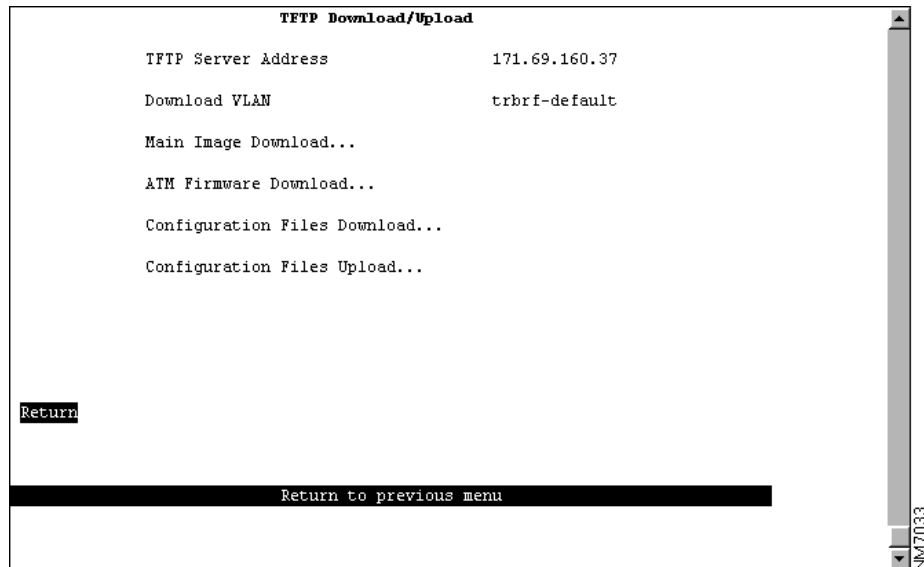 TFTP Download/Upload
TFTP Server Address 171.69.160.37
Download VLAN trbrf-default
Main Image Download...
ATM Firmware Download...
Configuration Files Download...
Configuration Files Upload...
Return
Return to previous menu
NM7033